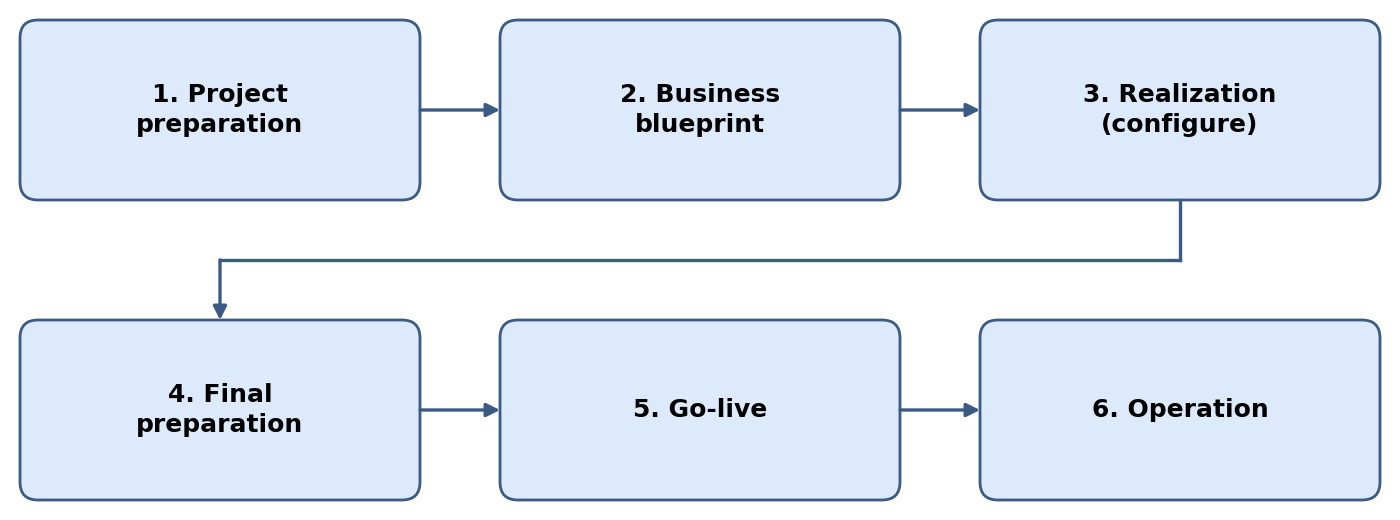 1. Project
preparation
2. Business
blueprint
3. Realization
(configure)
4. Final
preparation
5. Go-live
6. Operation